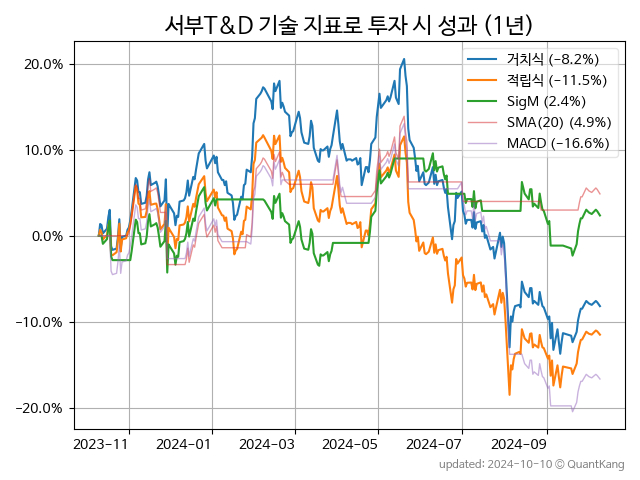 서부T&D 기술 지표로 투자 시 성과 (1년)
20.0%
10.0%
0.0%
−10.0%
−20.0%
거치식 (−8.2%)
적립식 (−11.5%)
SigM (2.4%)
SMA(20) (4.9%)
MACD (−16.6%)
2023−11
2024−01
2024−03
2024−05
2024−07
2024−09
updated: 2024-10-10 © QuantKang